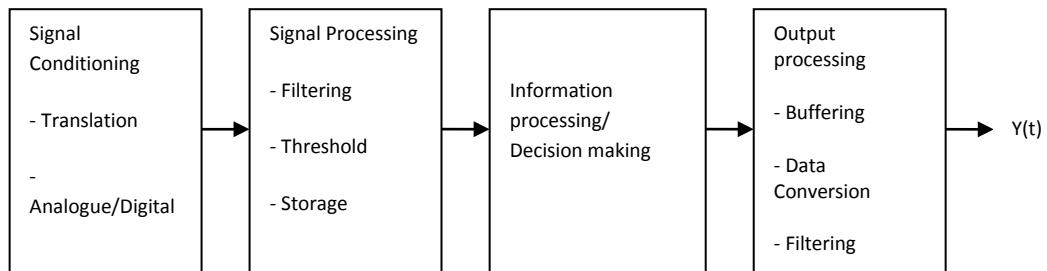 Signal
Conditioning
- Translation
-
Analogue/Digital
Signal Processing
- Filtering
- Threshold
- Storage
Information
processing/
Decision making
Output
processing
- Buffering
- Data
Conversion
- Filtering
Y(t)